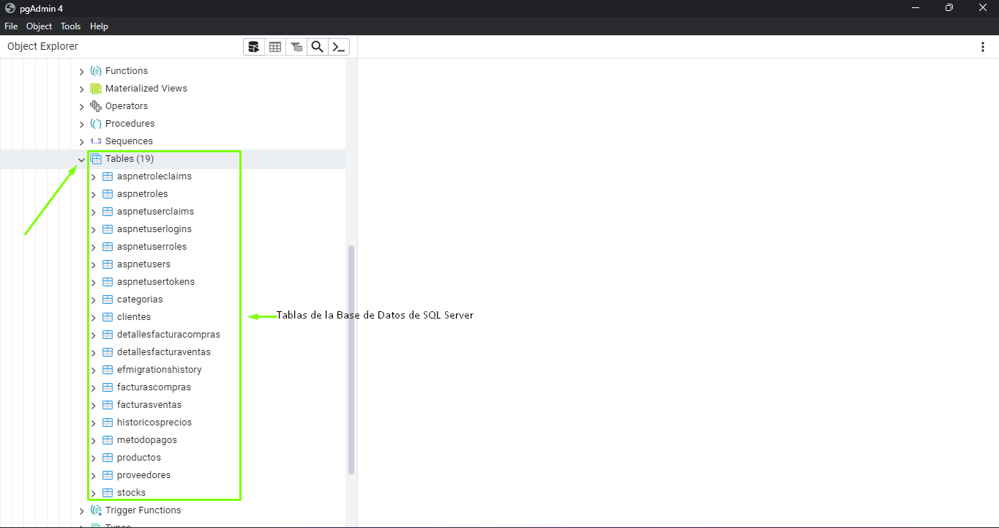 pgAdmin 4
File Object Tools Help
Object Explorer
Functions
Materialized Views
Operators
Procedures
1..3 Sequences
Tables (19)
aspnetroleclaims
aspnetroles
aspnetuserclaims
aspnetuserlogins
aspnetuserroles
aspnetusers
aspnetusertokens
categorias
clientes
Tablas de la Base de Datos de SQL Server
detallesfacturacompras
detallesfacturaventas
efmigrationshistory
facturascompras
facturasventas
historicosprecios
metodopagos
productos
proveedores
stocks
Trigger Functions